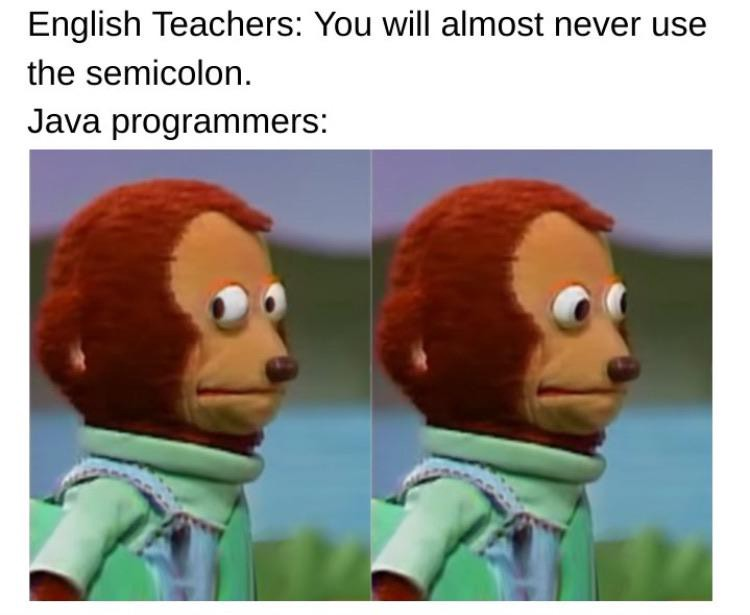 English Teachers: You will almost never use
the semicolon.
Java programmers: